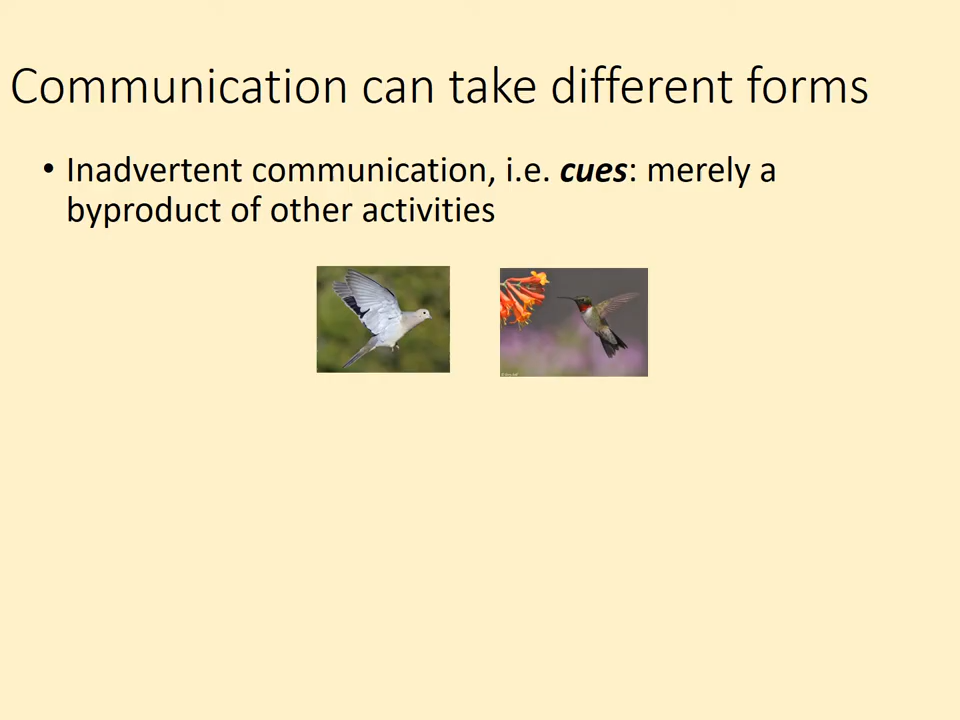 Communication can take different forms
• Inadvertent communication, i.e. cues: merely a
byproduct of other activities